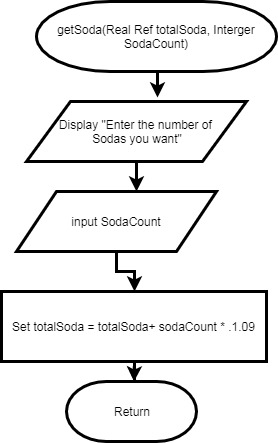 getSoda(Real Ref totalSoda, Interger
SodaCount)
Display "Enter the number of
Sodas you want"
input SodaCount
Set totalSoda = totalSoda+ sodaCount * .1.09
Return